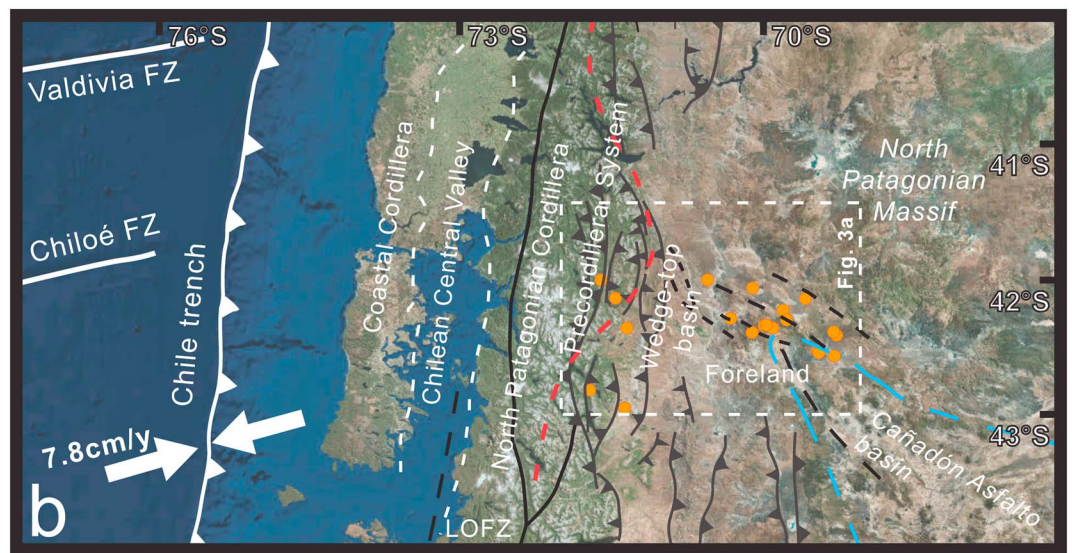 76°S
73°S
70°S
Valdivia FZ
Chiloé FZ
Chile trench
7.8cm/y
Coastal Cordillera
Chilean Central Valley
North Patagonian Cordillera
Precordillera System
Wedge-top
basin
Foreland
North
Patagonian
Massif
Fig. 3a
41°S
42°S
43°S
Cañadón Asfalto
basin
LOFZ
b